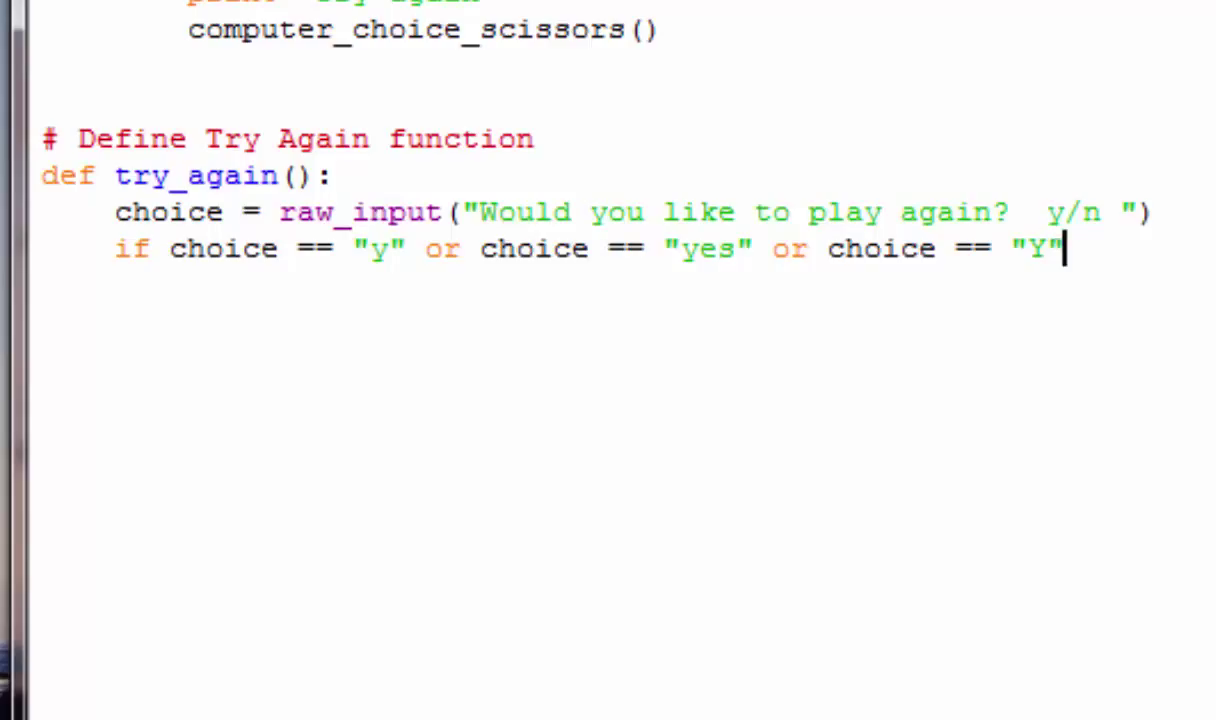 computer_choice_scissors()
# Define Try Again function
def try_again():
choice = raw_input("Would you like to play again?  y/n ")
if choice == "y" or choice == "yes" or choice == "Y"